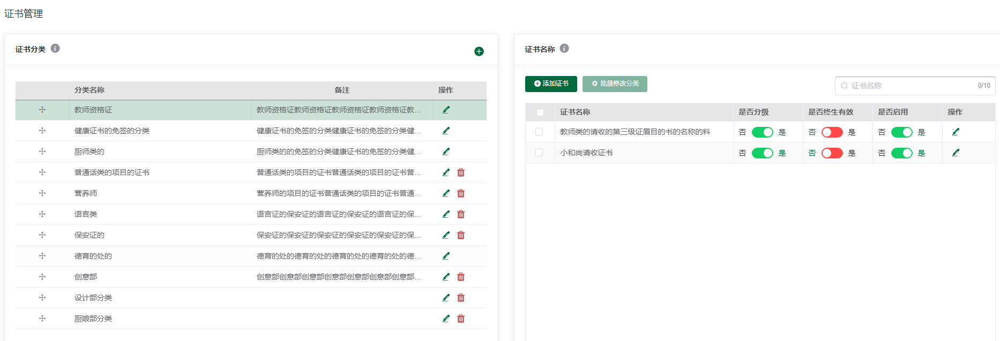 证书管理
证书分类
分类名称 备注 操作
教师资格证 教师资格证教师资格证教师资格证教师资格证教...
健康证书的免签的分类 健康证书的免签的分类健康证书的免签的分类健...
厨师类的 厨师类的的免签的分类健康证书的免签的分类健...
普通话类的项目的证书 普通话类的项目的证书普通话类的项目的证书普...
营养师 营养师的项目的证书普通话类的项目的证书普通...
语言类 语言证的保安证的语言证的保安证的语言证的保...
保安证的 保安证的保安证的保安证的保安证的保安证的保...
德育的处的 德育的处的德育的处的德育的处的德育的处的德...
创意部 创意部创意部创意部创意部创意部创意部创意部...
设计部分类
厨娘部分类
证书名称
添加证书 批量修改分类 证书名称 0/10
证书名称 是否分级 是否终生有效 是否启用 操作
教师类的请收的第三级证眉目的书的名称的料 否 是 否 是 否 是
小和尚请收证书 否 是 否 是 否 是